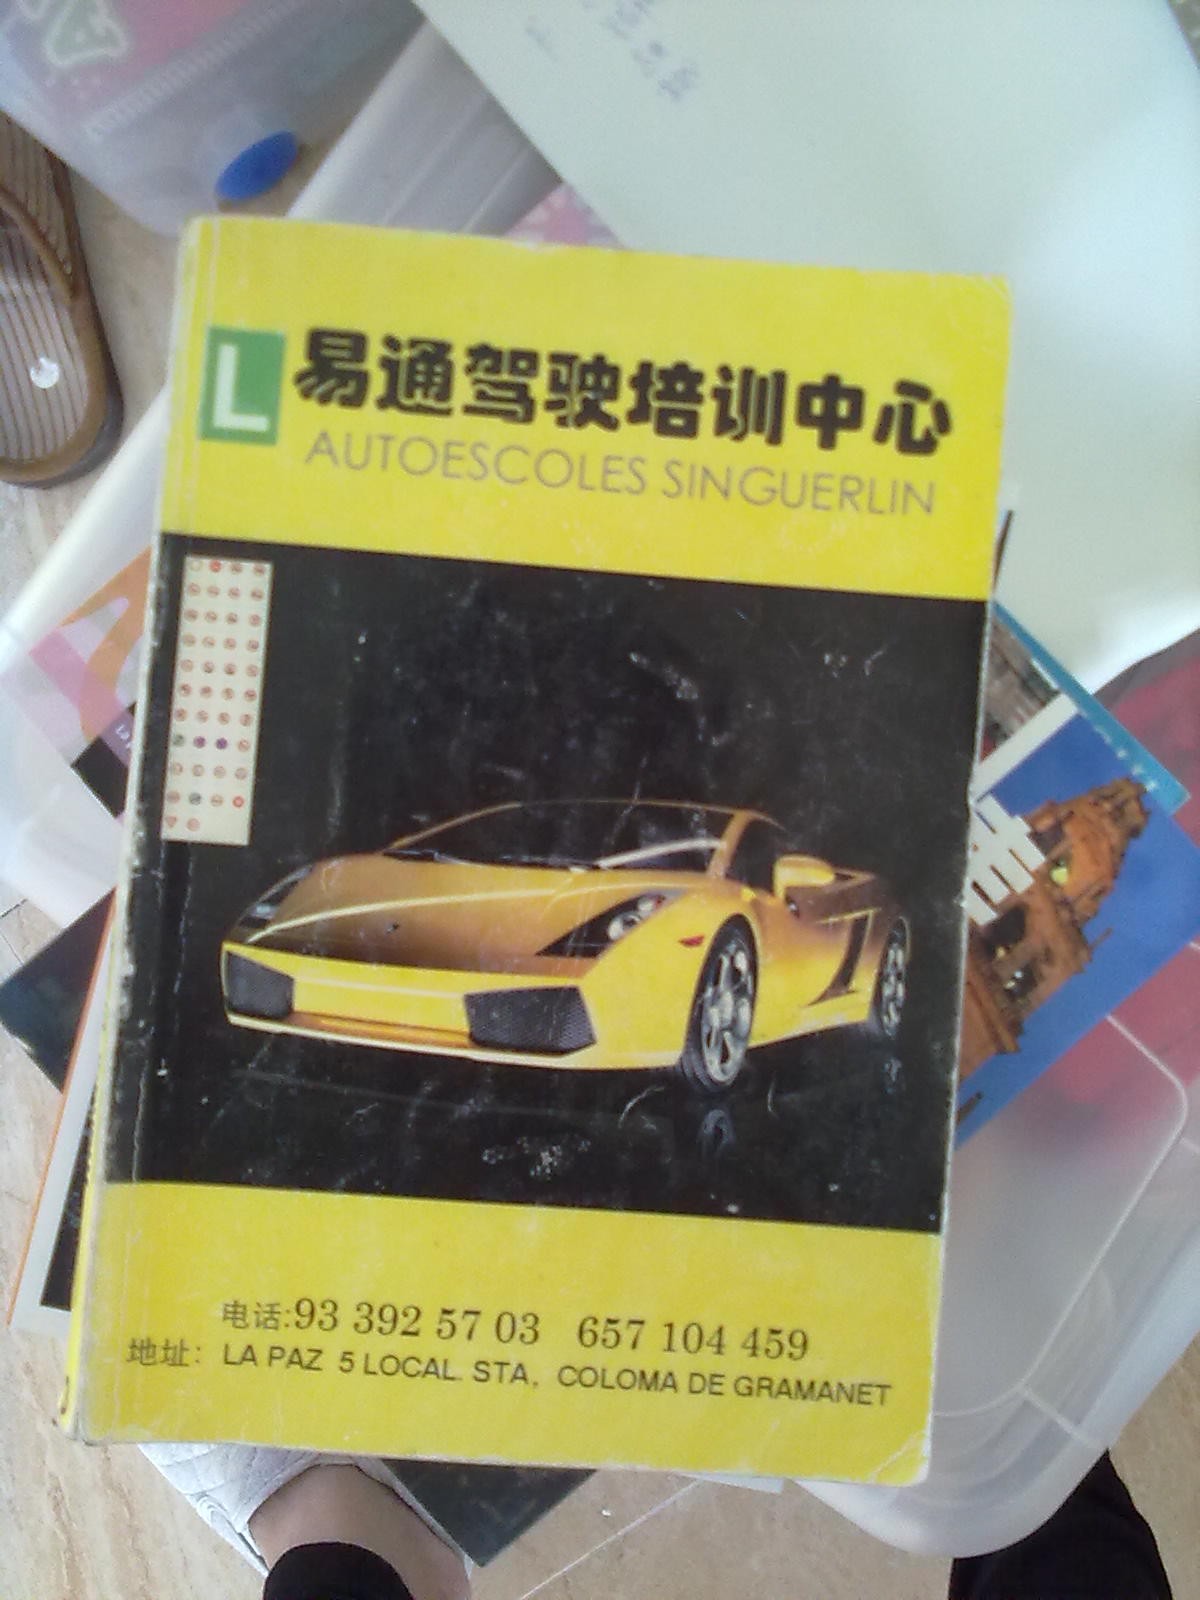 L
易通驾驶培训中心
AUTOESCOLES SINGUERLIN
电话:93 392 57 03 657 104 459
地址: LA PAZ 5 LOCAL. STA, COLOMA DE GRAMANET